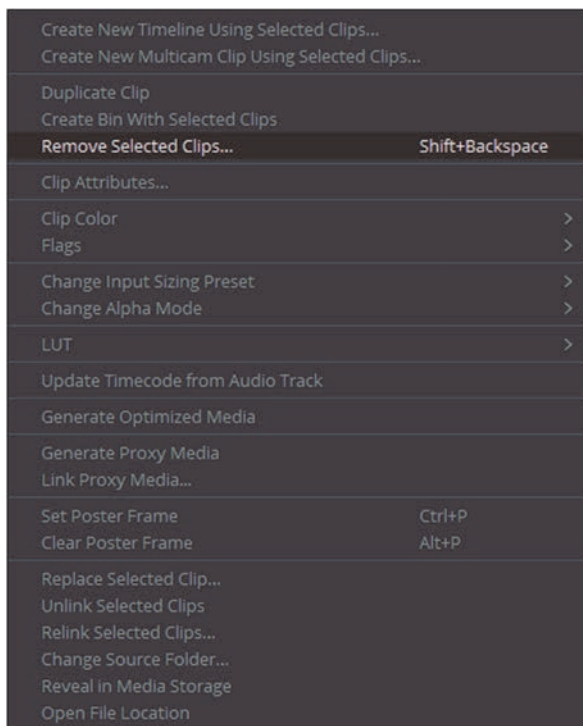 Create New Timeline Using Selected Clips...
Create New Multicam Clip Using Selected Clips...
Duplicate Clip
Create Bin With Selected Clips
Remove Selected Clips... Shift+Backspace
Clip Attributes...
Clip Color >
Flags >
Change Input Sizing Preset >
Change Alpha Mode >
LUT >
Update Timecode from Audio Track
Generate Optimized Media
Generate Proxy Media
Link Proxy Media...
Set Poster Frame Ctrl+P
Clear Poster Frame Alt+P
Replace Selected Clip...
Unlink Selected Clips
Relink Selected Clips...
Change Source Folder...
Reveal in Media Storage
Open File Location